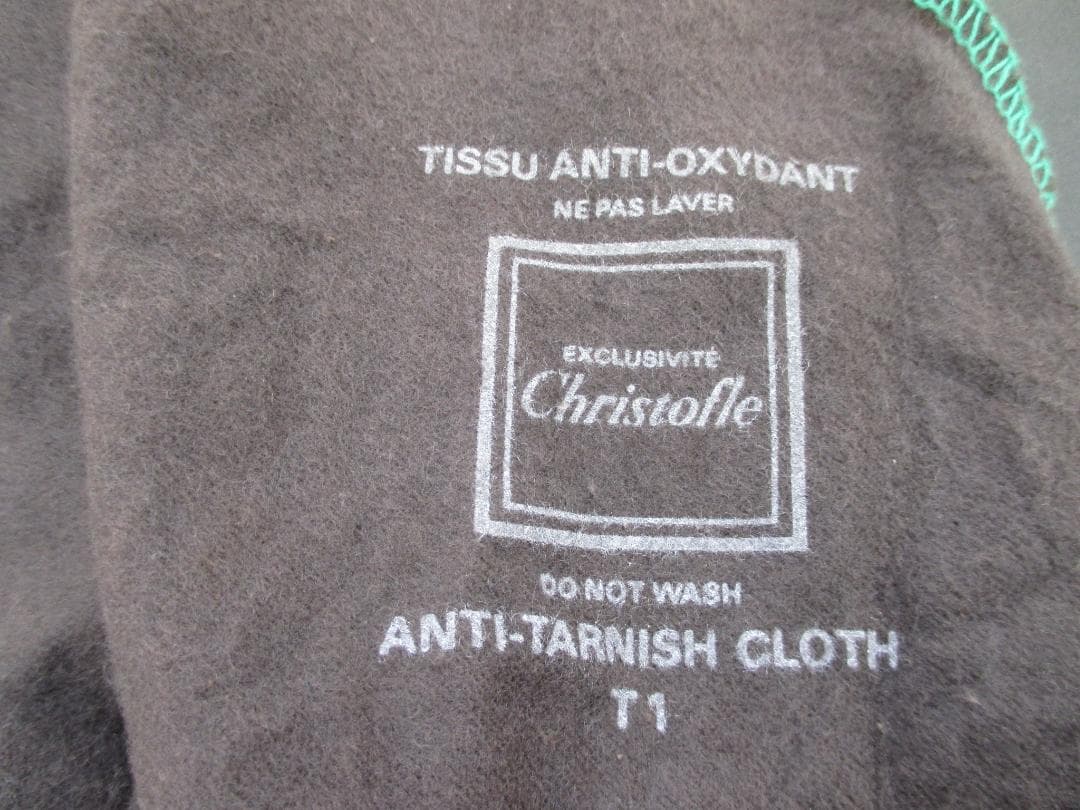 TISSU ANTI-OXYDANT
NE PAS LAVER
EXCLUSIVITÉ
Christofle
DO NOT WASH
ANTI-TARNISH CLOTH
T1